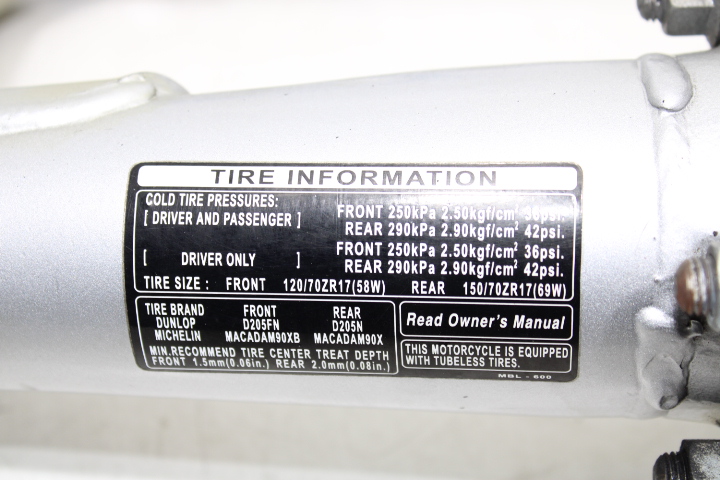 TIRE INFORMATION
COLD TIRE PRESSURES:
[ DRIVER AND PASSENGER ] FRONT 250kPa 2.50kgf/cm² 36psi.
REAR 290kPa 2.90kgf/cm² 42psi.
[ DRIVER ONLY ] FRONT 250kPa 2.50kgf/cm² 36psi.
REAR 290kPa 2.90kgf/cm² 42psi.
TIRE SIZE : FRONT 120/70ZR17(58W) REAR 150/70ZR17(69W)
TIRE BRAND FRONT REAR
DUNLOP D205FN D205N
MICHELIN MACADAM90XB MACADAM90X
MIN.RECOMMEND TIRE CENTER TREAT DEPTH
FRONT 1.5mm(0.06in.) REAR 2.0mm(0.08in.)
Read Owner's Manual
THIS MOTORCYCLE IS EQUIPPED
WITH TUBELESS TIRES.
MBL - 600